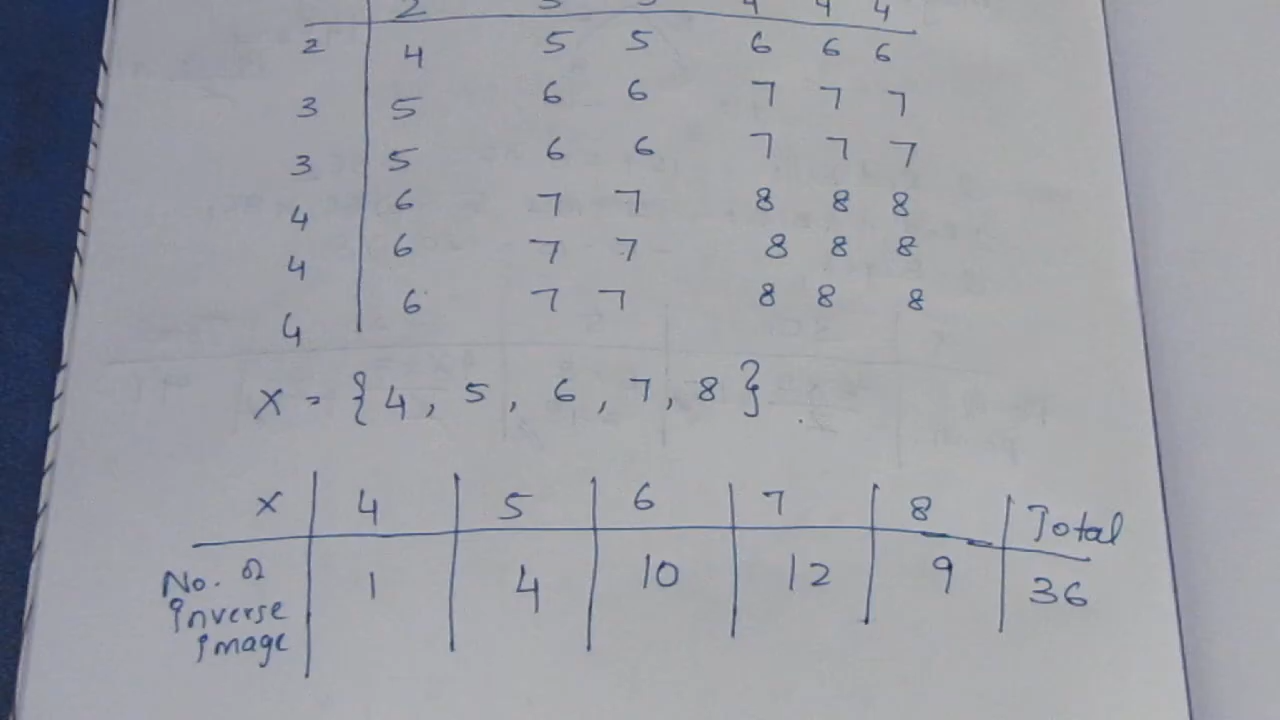 2 3 3 4 4 4
2 4 5 5 6 6 6
3 5 6 6 7 7 7
3 5 6 6 7 7 7
4 6 7 7 8 8 8
4 6 7 7 8 8 8
4 6 7 7 8 8 8
X = {4, 5, 6, 7, 8}.
X 4 5 6 7 8 Total
No. of 1 4 10 12 9 36
inverse
image